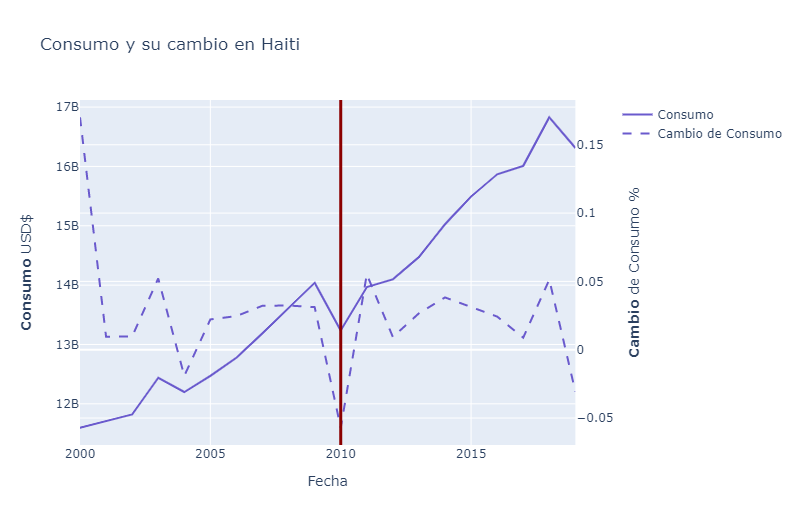 Consumo y su cambio en Haiti
17B
16B
15B
14B
13B
12B
Consumo USD$
2000
2005
2010
2015
Fecha
0.15
0.1
0.05
0
−0.05
Cambio de Consumo %
Consumo
Cambio de Consumo